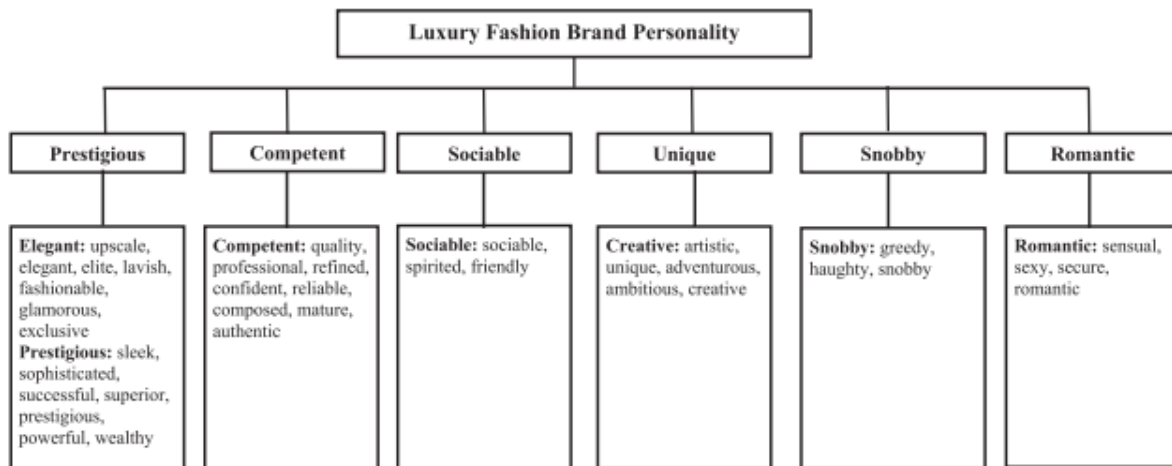 Luxury Fashion Brand Personality
Prestigious
Competent
Sociable
Unique
Snobby
Romantic
Elegant: upscale,
elegant, elite, lavish,
fashionable,
glamorous,
exclusive
Prestigious: sleek,
sophisticated,
successful, superior,
prestigious,
powerful, wealthy
Competent: quality,
professional, refined,
confident, reliable,
composed, mature,
authentic
Sociable: sociable,
spirited, friendly
Creative: artistic,
unique, adventurous,
ambitious, creative
Snobby: greedy,
haughty, snobby
Romantic: sensual,
sexy, secure,
romantic